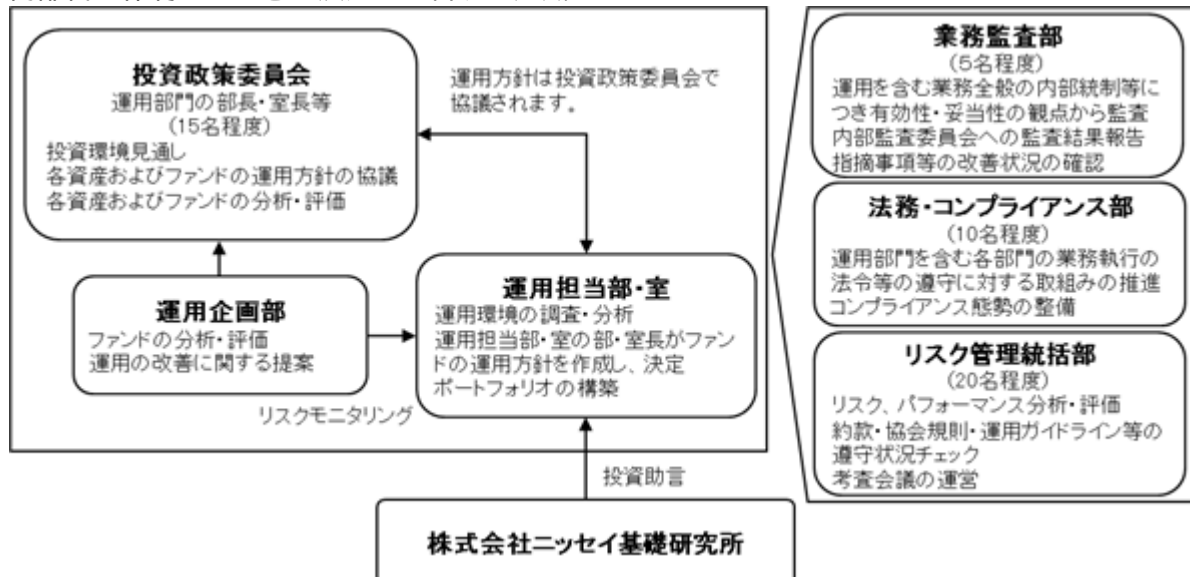 投資政策委員会
運用部門の部長・室長等
(15名程度)
投資環境見通し
各資産およびファンドの運用方針の協議
各資産およびファンドの分析・評価
運用方針は投資政策委員会で
協議されます。
運用企画部
ファンドの分析・評価
運用の改善に関する提案
運用担当部・室
運用環境の調査・分析
運用担当部・室の部・室長がファン
ドの運用方針を作成し、決定
ポートフォリオの構築
リスクモニタリング
投資助言
株式会社ニッセイ基礎研究所
業務監査部
(5名程度)
運用を含む業務全般の内部統制等に
つき有効性・妥当性の観点から監査
内部監査委員会への監査結果報告
指摘事項等の改善状況の確認
法務・コンプライアンス部
(10名程度)
運用部門を含む各部門の業務執行の
法令等の遵守に対する取組みの推進
コンプライアンス態勢の整備
リスク管理統括部
(20名程度)
リスク、パフォーマンス分析・評価
約款・協会規則・運用ガイドライン等の
遵守状況チェック
考査会議の運営